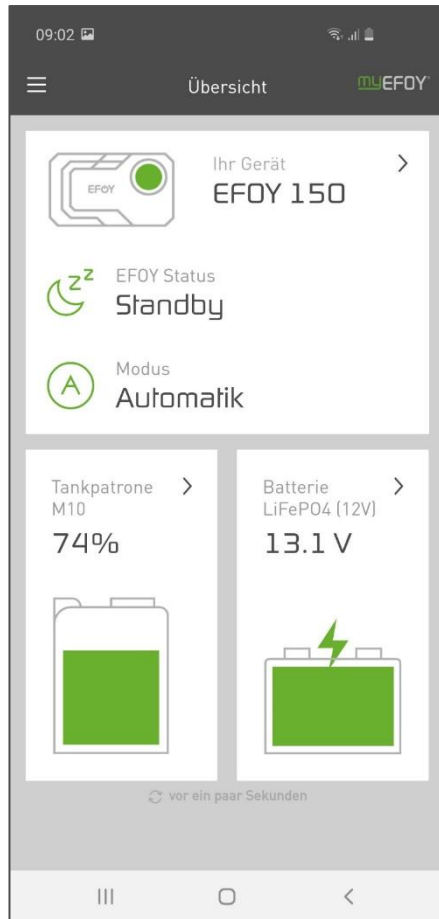 09:02
Übersicht
myEFOY
Ihr Gerät
EFOY 150
EFOY
EFOY Status
Standby
A
Modus
Automatik
Tankpatrone
M10
74%
Batterie
LiFePO4 (12V)
13.1 V
vor ein paar Sekunden